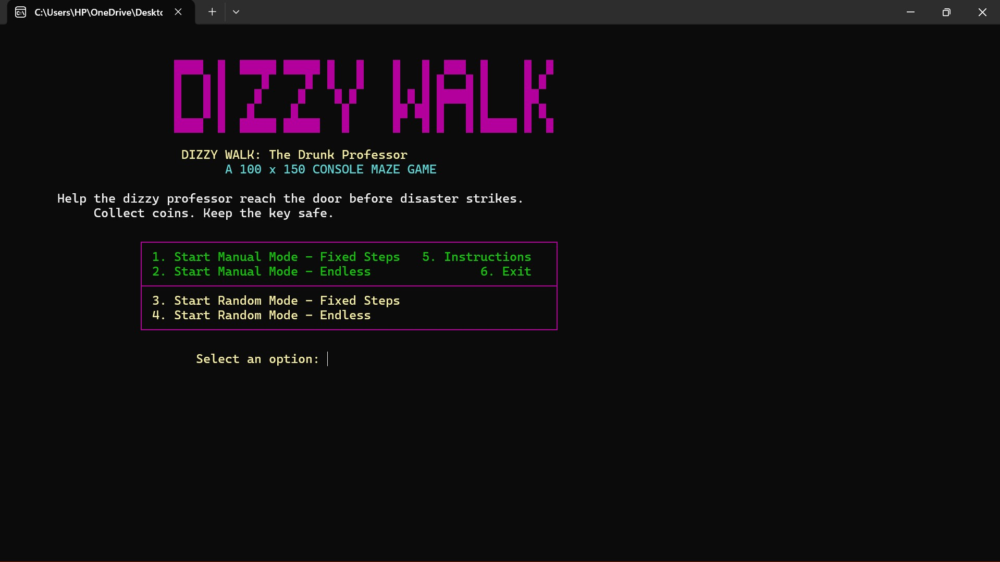 C:\Users\HP\OneDrive\Deskto
DIZZY WALK
DIZZY WALK: The Drunk Professor
A 100 x 150 CONSOLE MAZE GAME
Help the dizzy professor reach the door before disaster strikes.
Collect coins. Keep the key safe.
1. Start Manual Mode - Fixed Steps 5. Instructions
2. Start Manual Mode - Endless 6. Exit
3. Start Random Mode - Fixed Steps
4. Start Random Mode - Endless
Select an option: